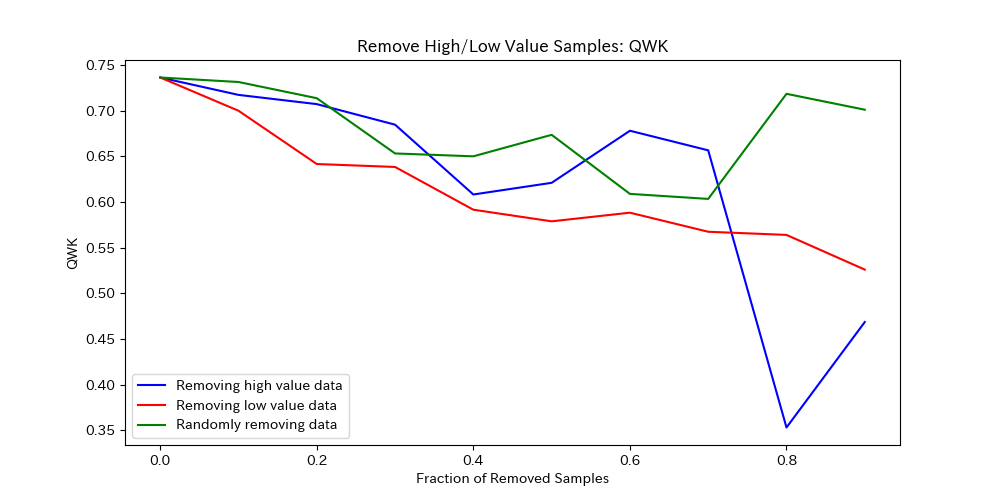 Remove High/Low Value Samples: QWK
QWK
0.75
0.70
0.65
0.60
0.55
0.50
0.45
0.40
0.35
Removing high value data
Removing low value data
Randomly removing data
0.0 0.2 0.4 0.6 0.8
Fraction of Removed Samples